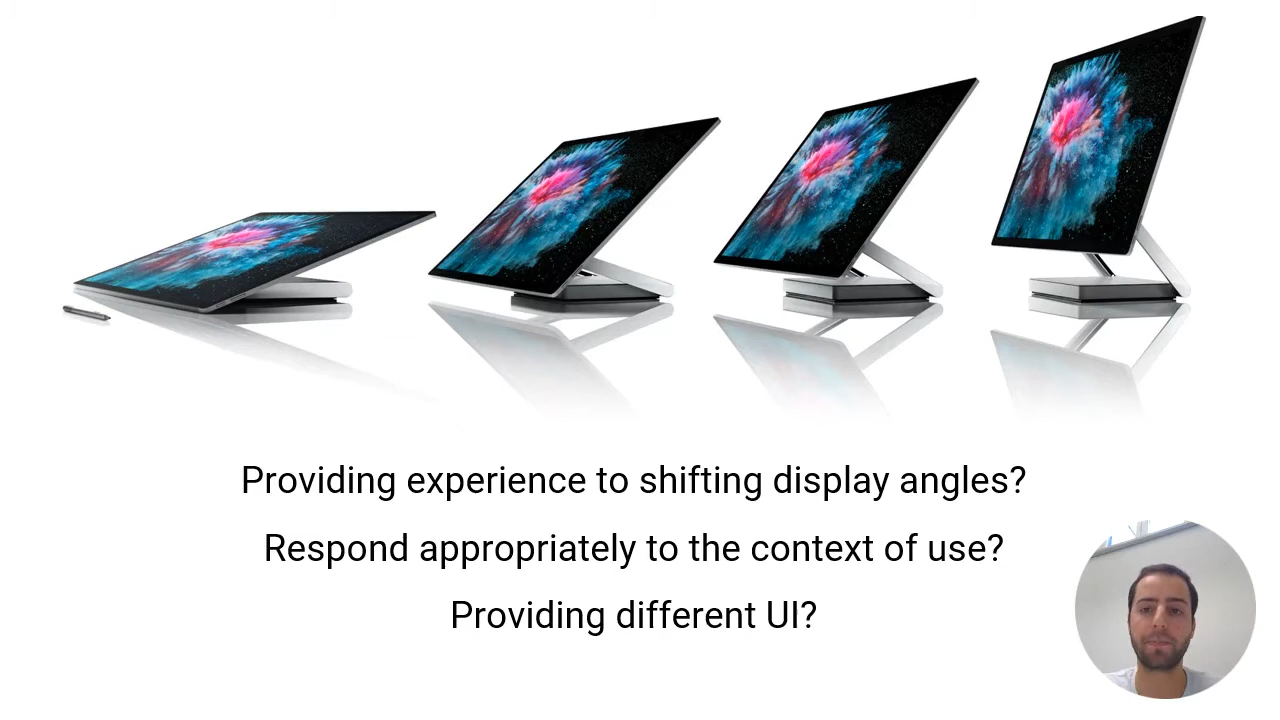 Providing experience to shifting display angles?
Respond appropriately to the context of use?
Providing different UI?